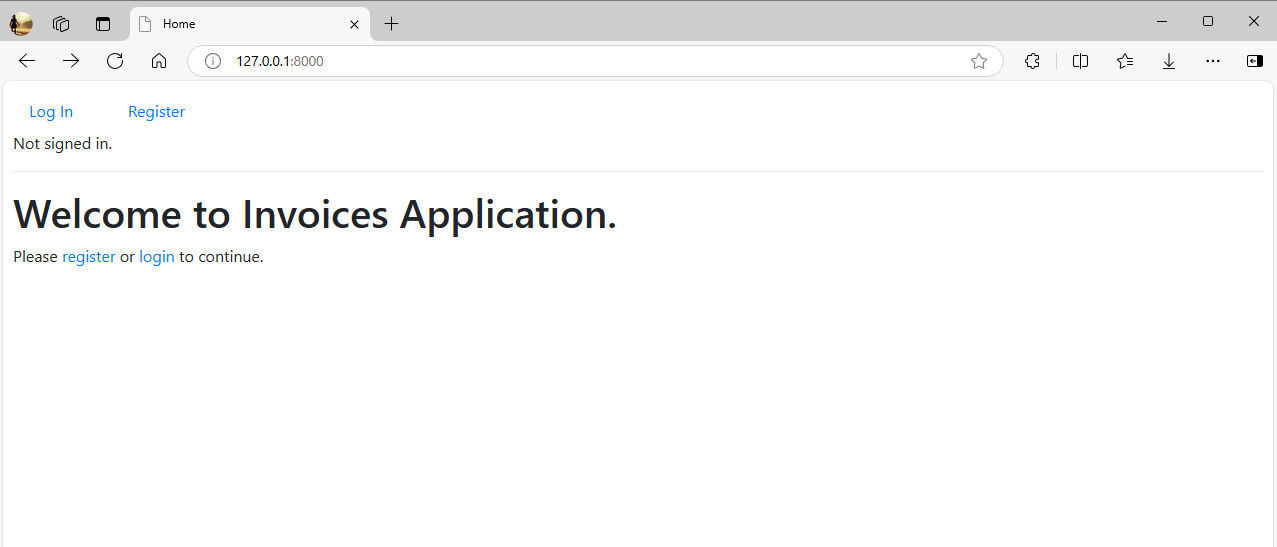 Home
127.0.0.1:8000
Log In Register
Not signed in.
Welcome to Invoices Application.
Please register or login to continue.